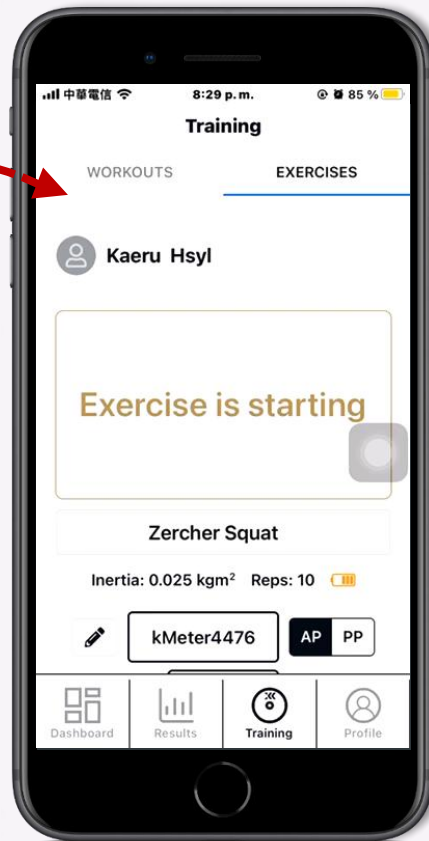 中華電信 8:29 p.m. 85 %
Training
WORKOUTS EXERCISES
Kaeru Hsyl
Exercise is starting
Zercher Squat
Inertia: 0.025 kgm² Reps: 10
kMeter4476 AP PP
Dashboard Results Training Profile